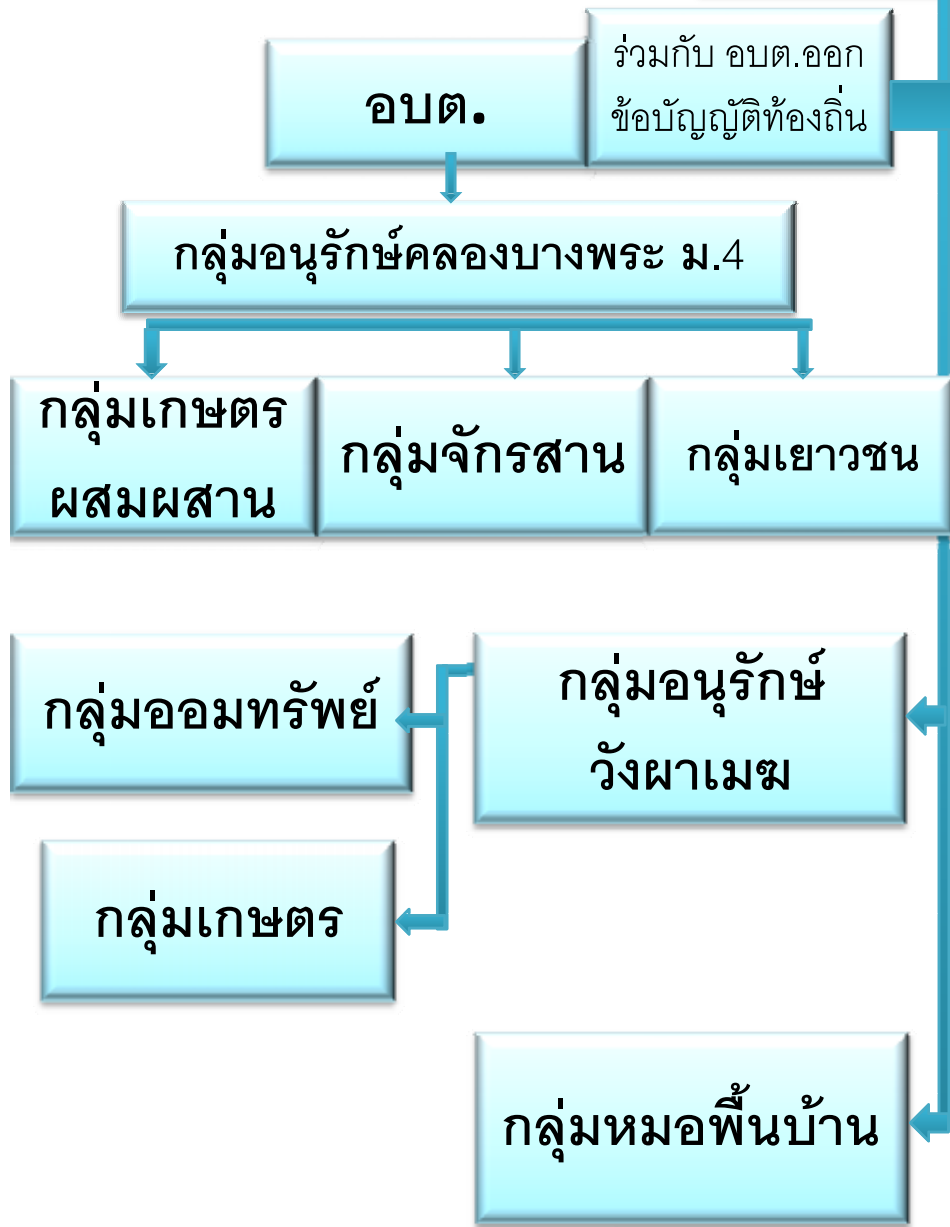 อบต.
ร่วมกับ อบต.ออก
ข้อบัญญัติท้องถิ่น
กลุ่มอนุรักษ์คลองบางพระ ม.4
กลุ่มเกษตร
ผสมผสาน
กลุ่มจักรสาน
กลุ่มเยาวชน
กลุ่มออมทรัพย์
กลุ่มอนุรักษ์
วังผาเมฆ
กลุ่มเกษตร
กลุ่มหมอพื้นบ้าน